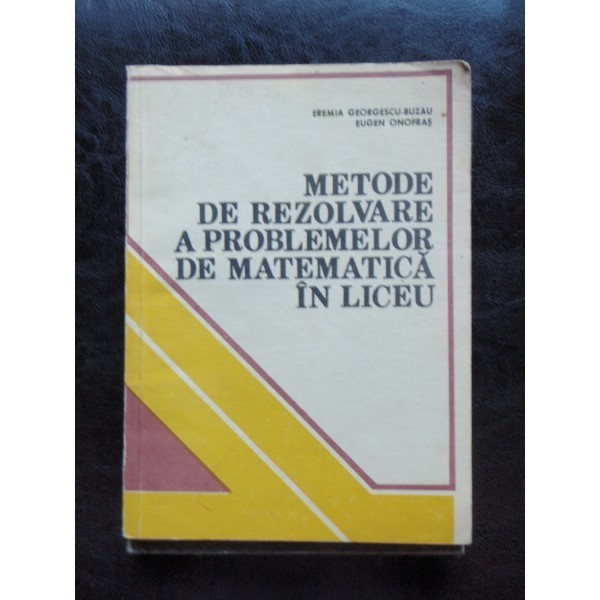 EREMIA GEORGESCU-BUZĂU
EUGEN ONOFRAȘ
METODE
DE REZOLVARE
A PROBLEMELOR
DE MATEMATICĂ
ÎN LICEU